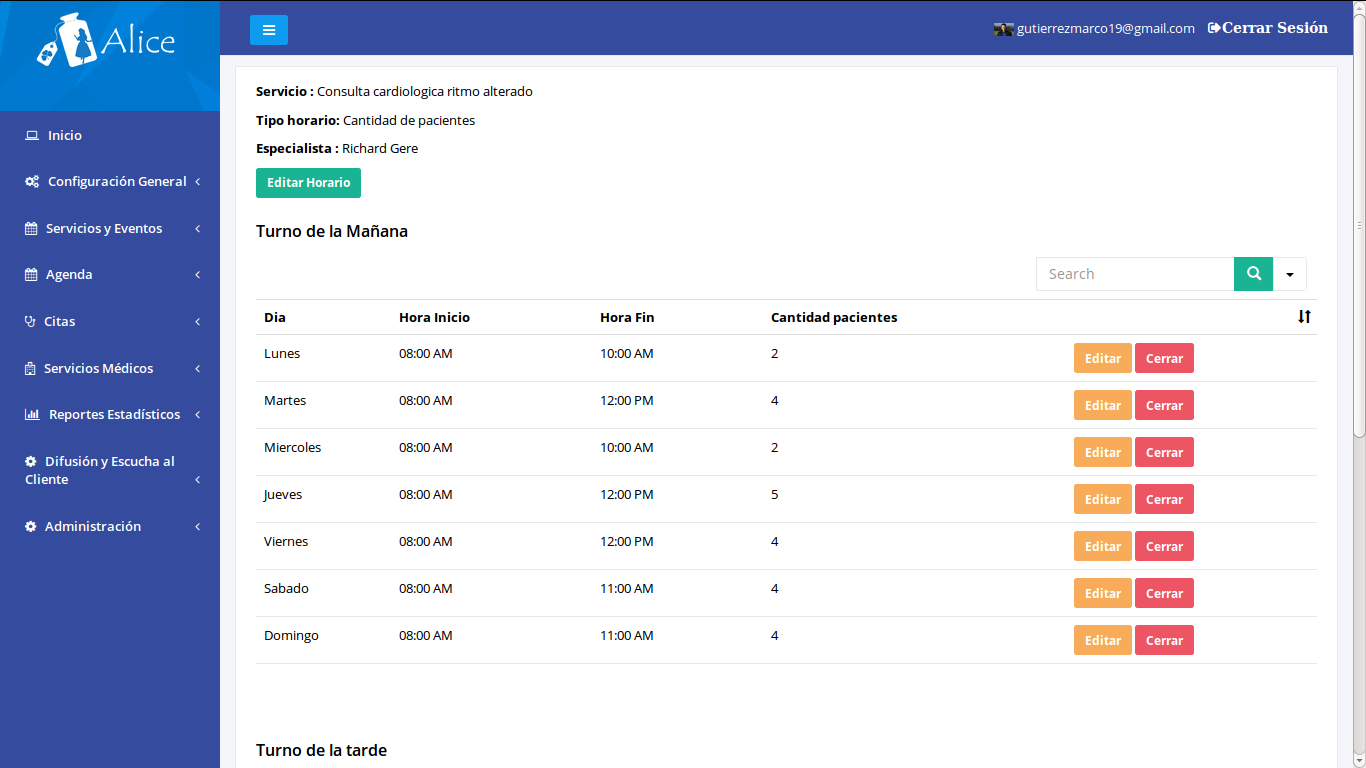 Alice
gutierrezmarco19@gmail.com Cerrar Sesión
Inicio
Configuración General
Servicios y Eventos
Agenda
Citas
Servicios Médicos
Reportes Estadísticos
Difusión y Escucha al
Cliente
Administración
Servicio : Consulta cardiologica ritmo alterado
Tipo horario: Cantidad de pacientes
Especialista : Richard Gere
Editar Horario
Turno de la Mañana
Search
Dia Hora Inicio Hora Fin Cantidad pacientes
Lunes 08:00 AM 10:00 AM 2 Editar Cerrar
Martes 08:00 AM 12:00 PM 4 Editar Cerrar
Miercoles 08:00 AM 10:00 AM 2 Editar Cerrar
Jueves 08:00 AM 12:00 PM 5 Editar Cerrar
Viernes 08:00 AM 12:00 PM 4 Editar Cerrar
Sabado 08:00 AM 11:00 AM 4 Editar Cerrar
Domingo 08:00 AM 11:00 AM 4 Editar Cerrar
Turno de la tarde